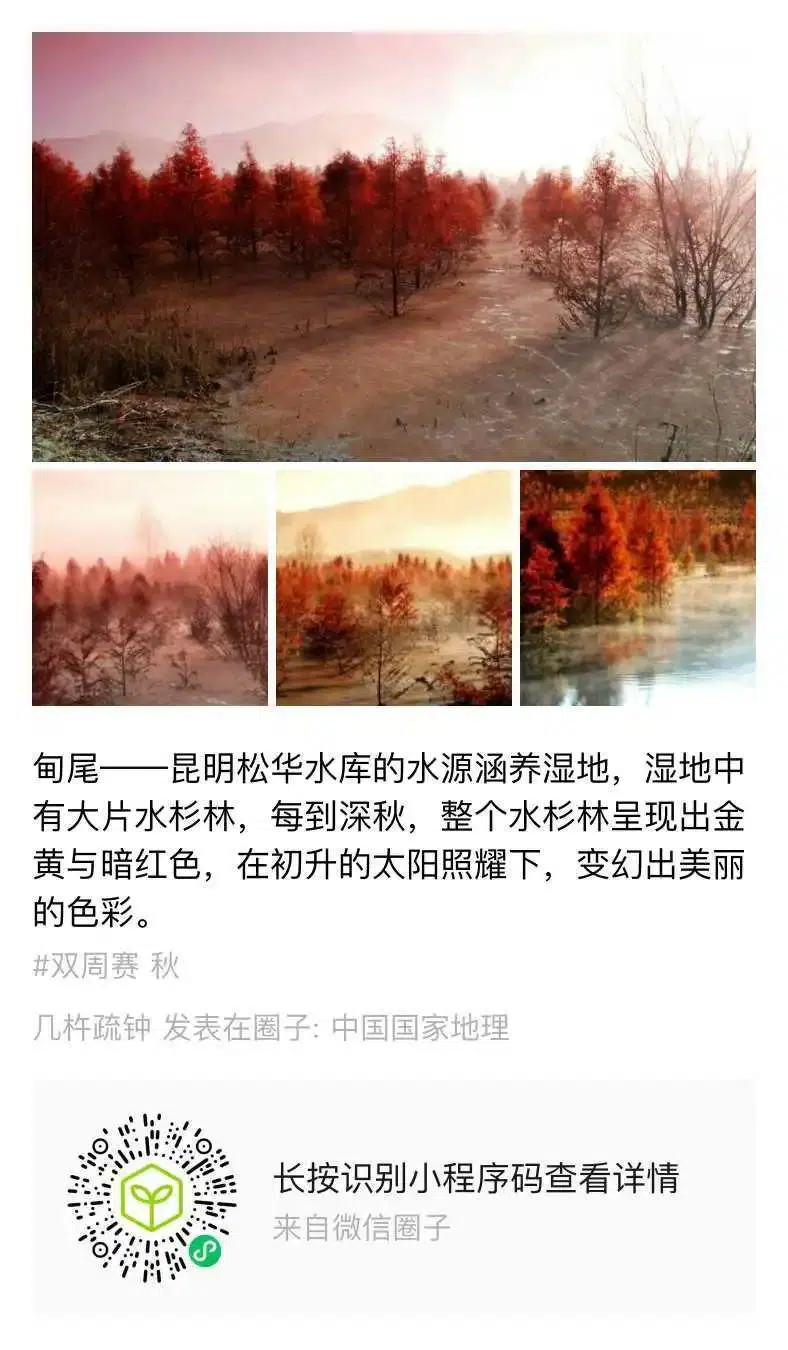 甸尾——昆明松华水库的水源涵养湿地，湿地中
有大片水杉林，每到深秋，整个水杉林呈现出金
黄与暗红色，在初升的太阳照耀下，变幻出美丽
的色彩。
#双周赛 秋
几杵疏钟 发表在圈子: 中国国家地理
长按识别小程序码查看详情
来自微信圈子